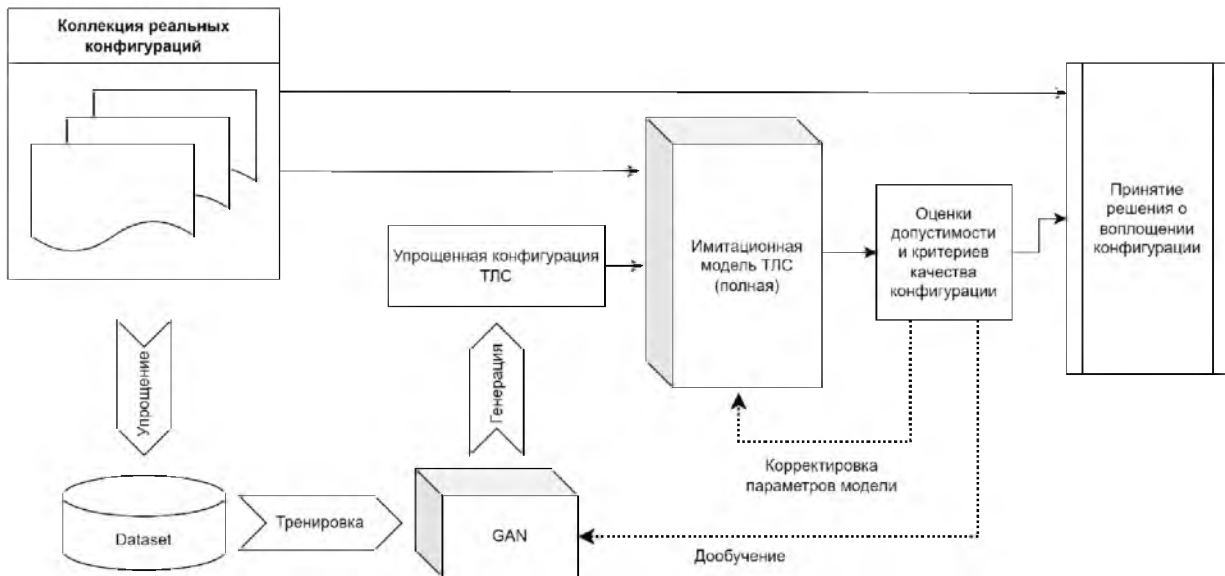 Коллекция реальных
конфигураций
Принятие
решения о
воплощении
конфигурации
Оценки
допустимости
и критериев
качества
конфигурации
Имитационная
модель ТЛС
(полная)
Упрощенная конфигурация
ТЛС
Упрощение
Генерация
Корректировка
параметров модели
Dataset
Тренировка
GAN
Дообучение